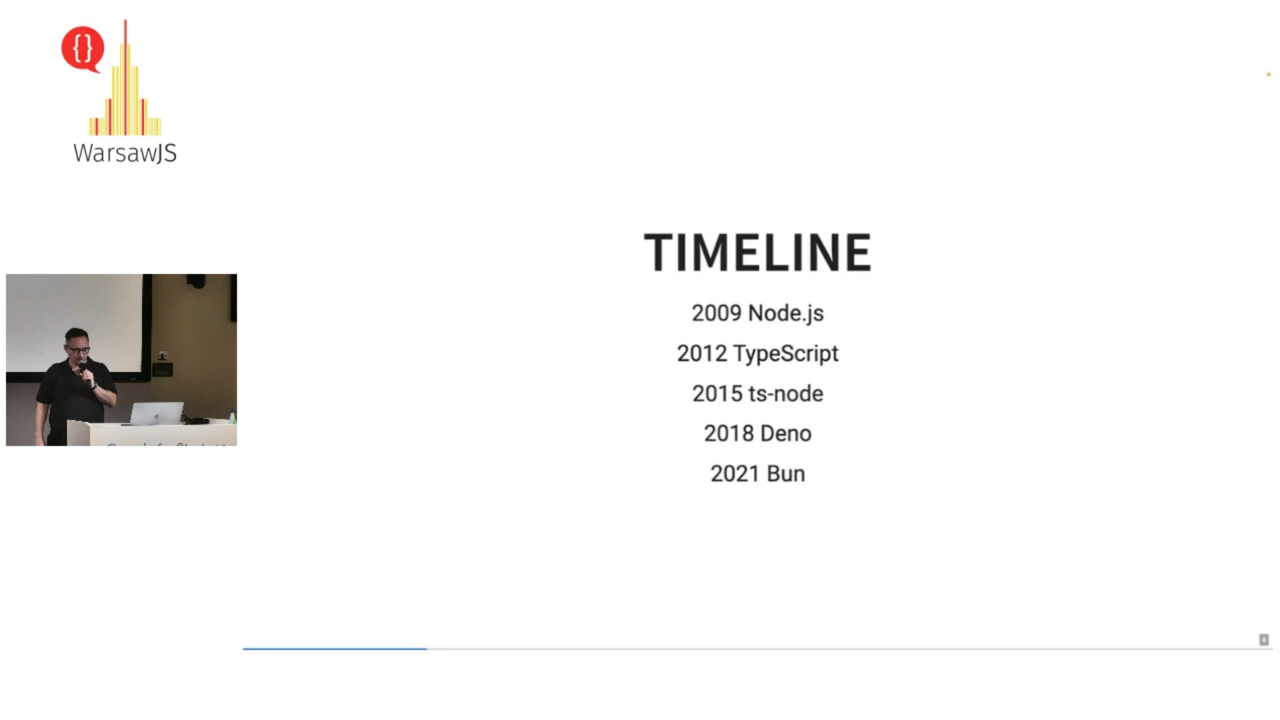 {}
WarsawJS
TIMELINE
2009 Node.js
2012 TypeScript
2015 ts-node
2018 Deno
2021 Bun